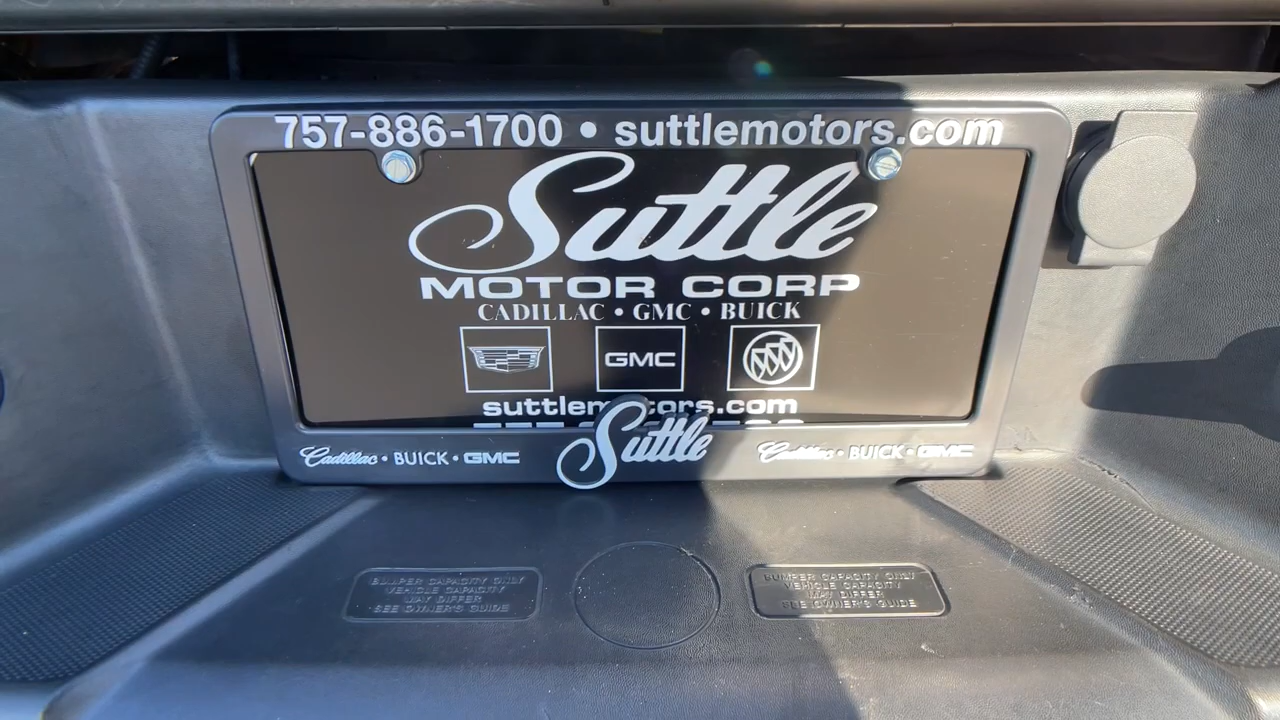 757-886-1700 • suttlemotors.com
Suttle
MOTOR CORP
CADILLAC • GMC • BUICK
GMC
suttlemotors.com
Suttle
Cadillac • BUICK • GMC
Cadillac • BUICK • GMC
BUMPER CAPACITY ONLY
VEHICLE CAPACITY
MAY DIFFER
SEE OWNER'S GUIDE
BUMPER CAPACITY ONLY
VEHICLE CAPACITY
MAY DIFFER
SEE OWNER'S GUIDE